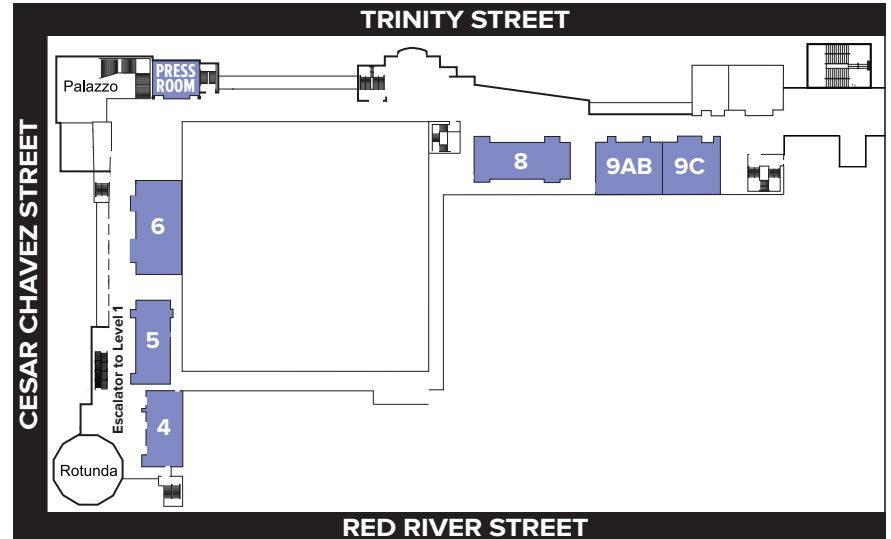 TRINITY STREET
Palazzo
PRESS
ROOM
8
9AB
9C
CESAR CHAVEZ STREET
6
5
Escalator to Level 1
4
Rotunda
RED RIVER STREET